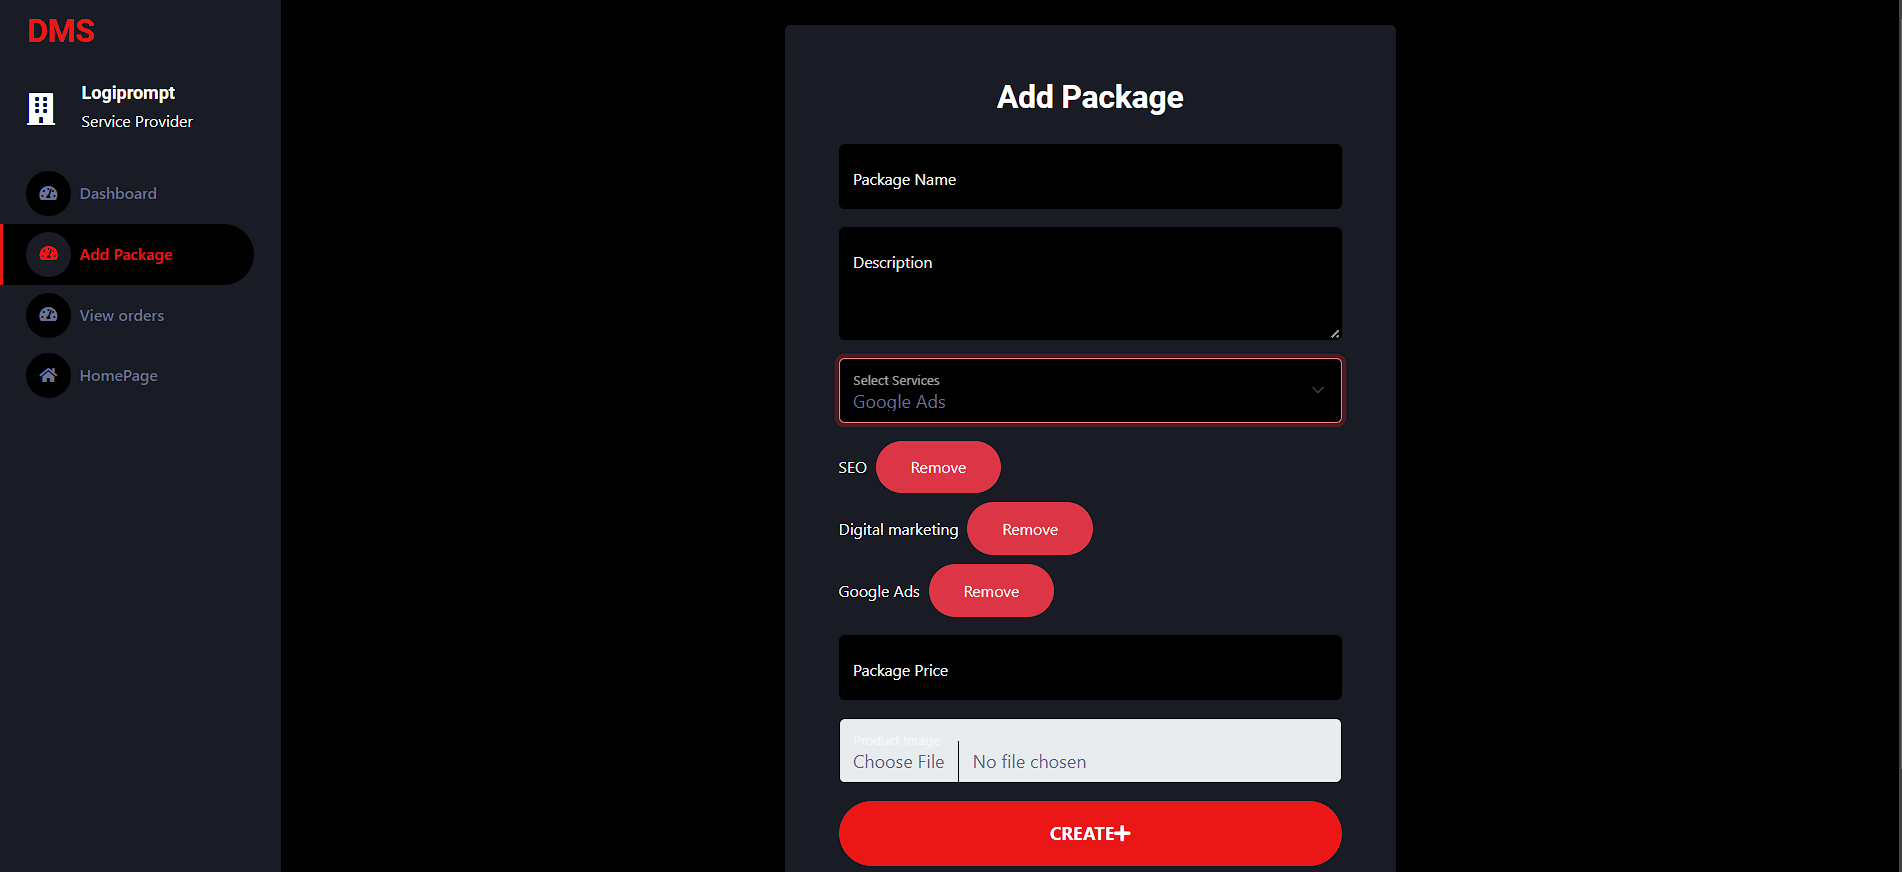 DMS
Logiprompt
Service Provider
Dashboard
Add Package
View orders
HomePage
Add Package
Package Name
Description
Select Services
Google Ads
SEO Remove
Digital marketing Remove
Google Ads Remove
Package Price
Product Image
Choose File No file chosen
CREATE